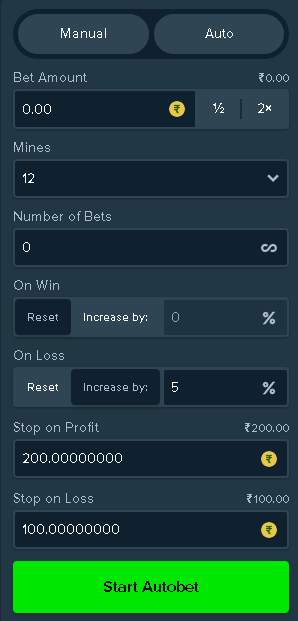 Manual Auto
Bet Amount ₹0.00
0.00 ₹ ½ 2×
Mines
12
Number of Bets
0 ∞
On Win
Reset Increase by: 0 %
On Loss
Reset Increase by: 5 %
Stop on Profit ₹200.00
200.00000000 ₹
Stop on Loss ₹100.00
100.00000000 ₹
Start Autobet